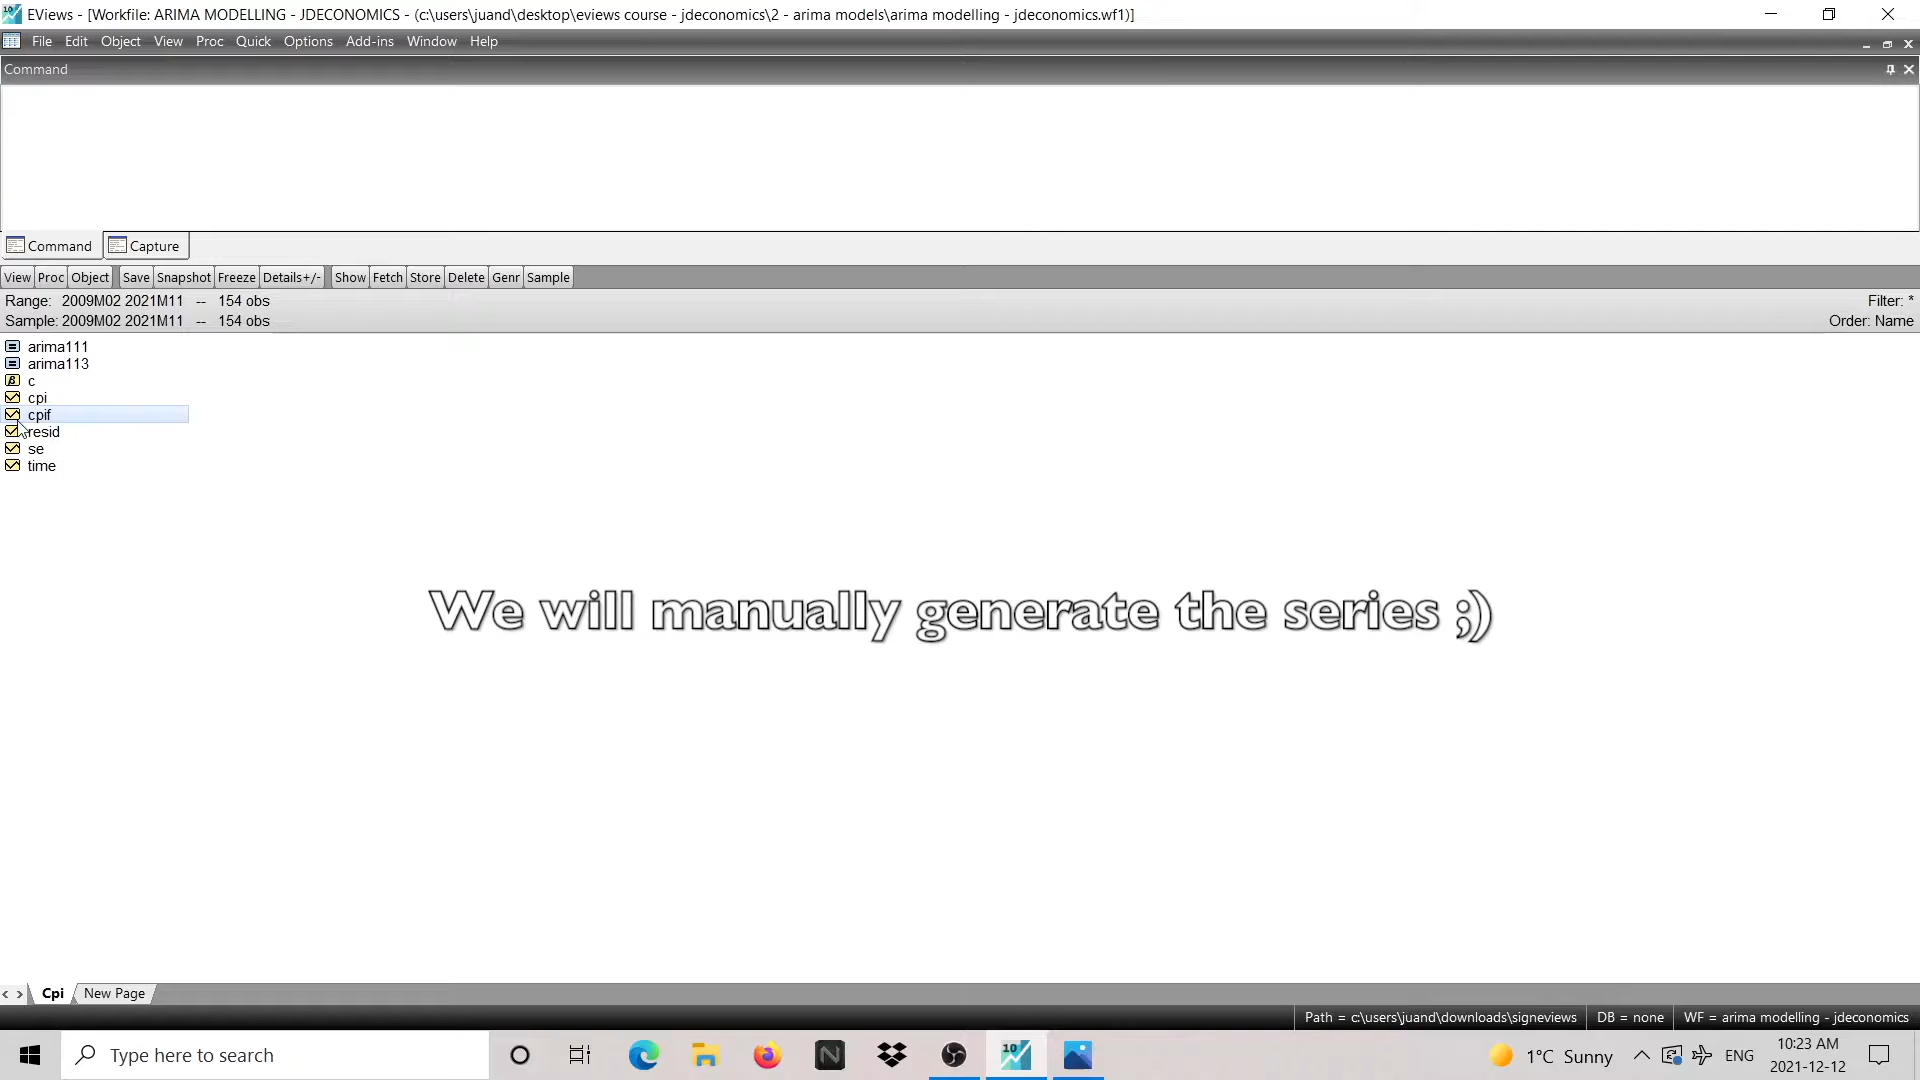 EViews - [Workfile: ARIMA MODELLING - JDECONOMICS - (c:\users\juand\desktop\eviews course - jdeconomics\2 - arima models\arima modelling - jdeconomics.wf1)]
File Edit Object View Proc Quick Options Add-ins Window Help
Command
Command Capture
View Proc Object Save Snapshot Freeze Details+/- Show Fetch Store Delete Genr Sample
Range: 2009M02 2021M11 -- 154 obs Filter: *
Sample: 2009M02 2021M11 -- 154 obs Order: Name
arima111
arima113
c
cpi
cpif
resid
se
time
We will manually generate the series ;)
Cpi New Page
Path = c:\users\juand\downloads\signeviews DB = none WF = arima modelling - jdeconomics
Type here to search 1°C Sunny ENG 10:23 AM
2021-12-12